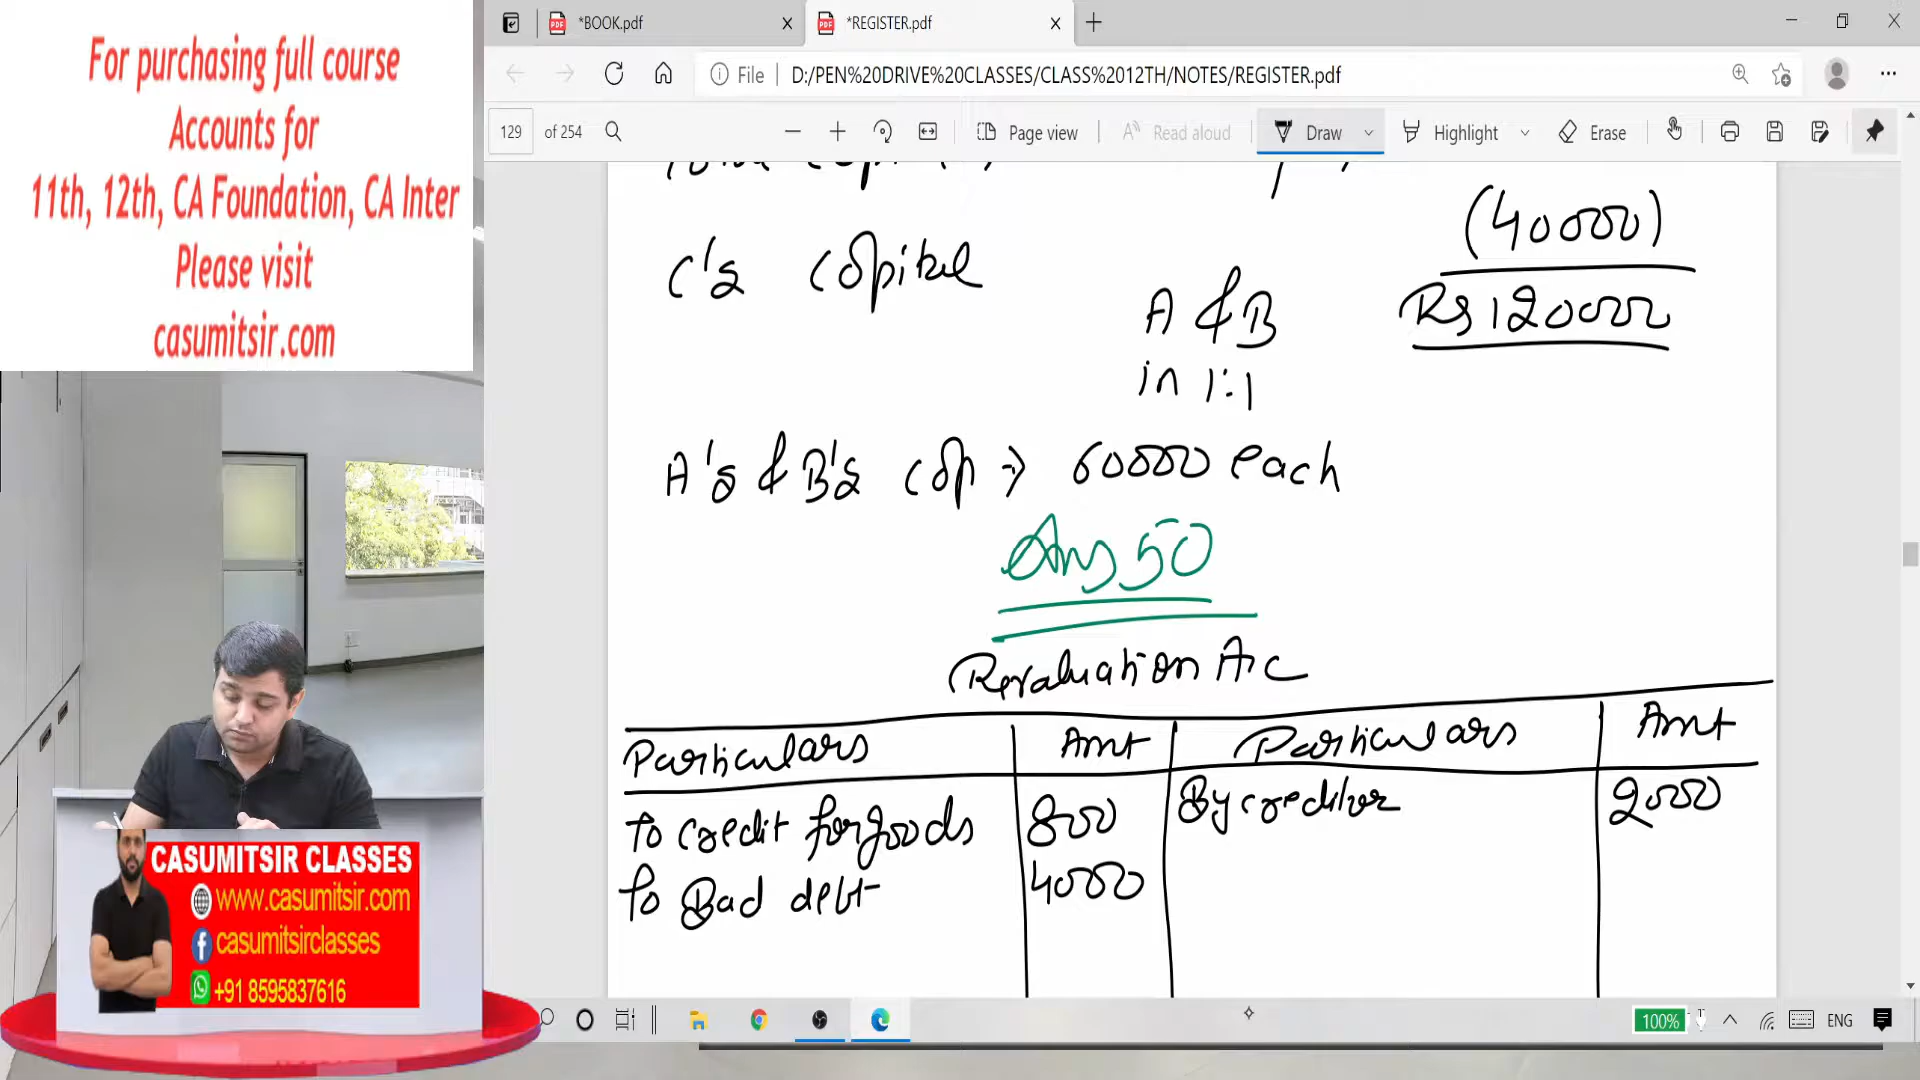 For purchasing full course
Accounts for
11th, 12th, CA Foundation, CA Inter
Please visit
casumitsir.com
*BOOK.pdf
*REGISTER.pdf
File
D:/PEN%20DRIVE%20CLASSES/CLASS%2012TH/NOTES/REGISTER.pdf
129 of 254
Page view
Read aloud
Draw
Highlight
Erase
(40000)
C's capital
A & B
Rs 120000
in 1:1
A's & B's cap → 60000 each
Ans 50
Revaluation A/c
Particulars Amt Particulars Amt
To credit for goods 800 By creditor 2000
To Bad debt 4000
CASUMITSIR CLASSES
www.casumitsir.com
casumitsirclasses
+91 8595837616
100%
ENG